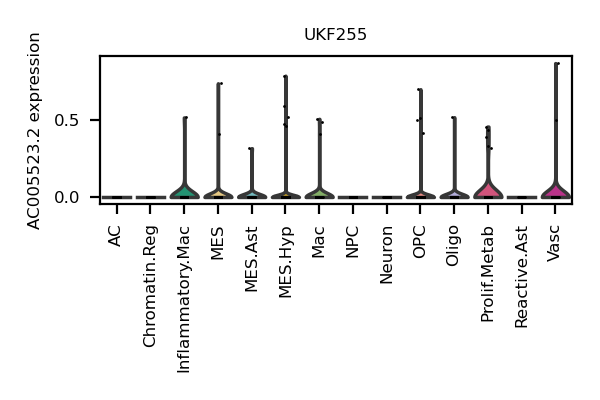 UKF255
AC005523.2 expression
0.5
0.0
AC
Chromatin.Reg
Inflammatory.Mac
MES
MES.Ast
MES.Hyp
Mac
NPC
Neuron
OPC
Oligo
Prolif.Metab
Reactive.Ast
Vasc